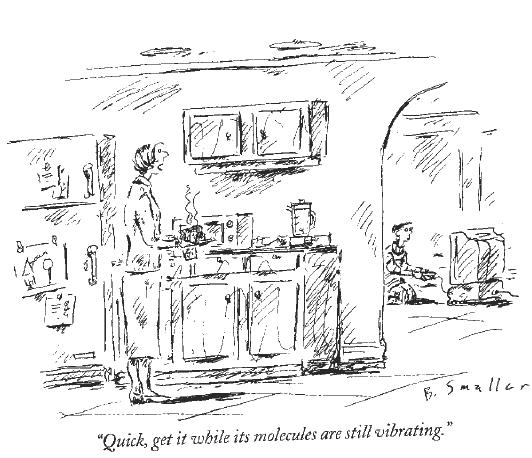 B. Smaller
"Quick, get it while its molecules are still vibrating."